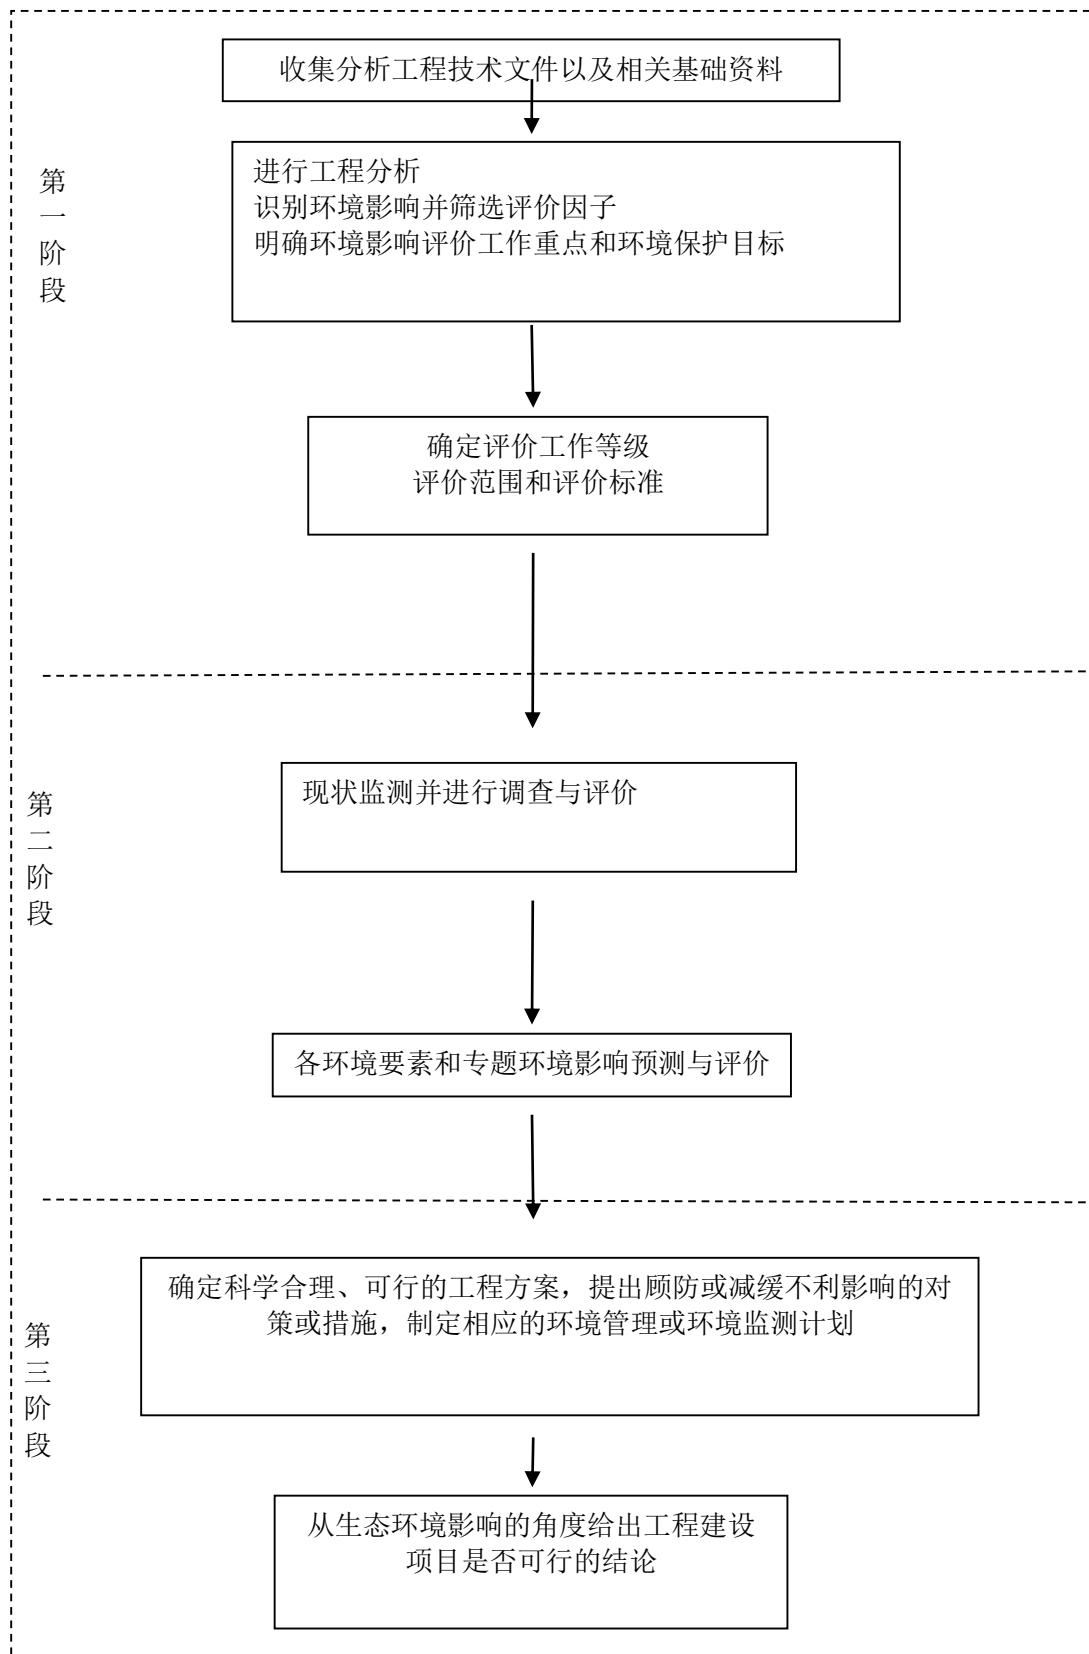 收集分析工程技术文件以及相关基础资料
第一阶段
进行工程分析
识别环境影响并筛选评价因子
明确环境影响评价工作重点和环境保护目标
确定评价工作等级
评价范围和评价标准
第二阶段
现状监测并进行调查与评价
各环境要素和专题环境影响预测与评价
第三阶段
确定科学合理、可行的工程方案，提出顾防或减缓不利影响的对
策或措施，制定相应的环境管理或环境监测计划
从生态环境影响的角度给出工程建设
项目是否可行的结论